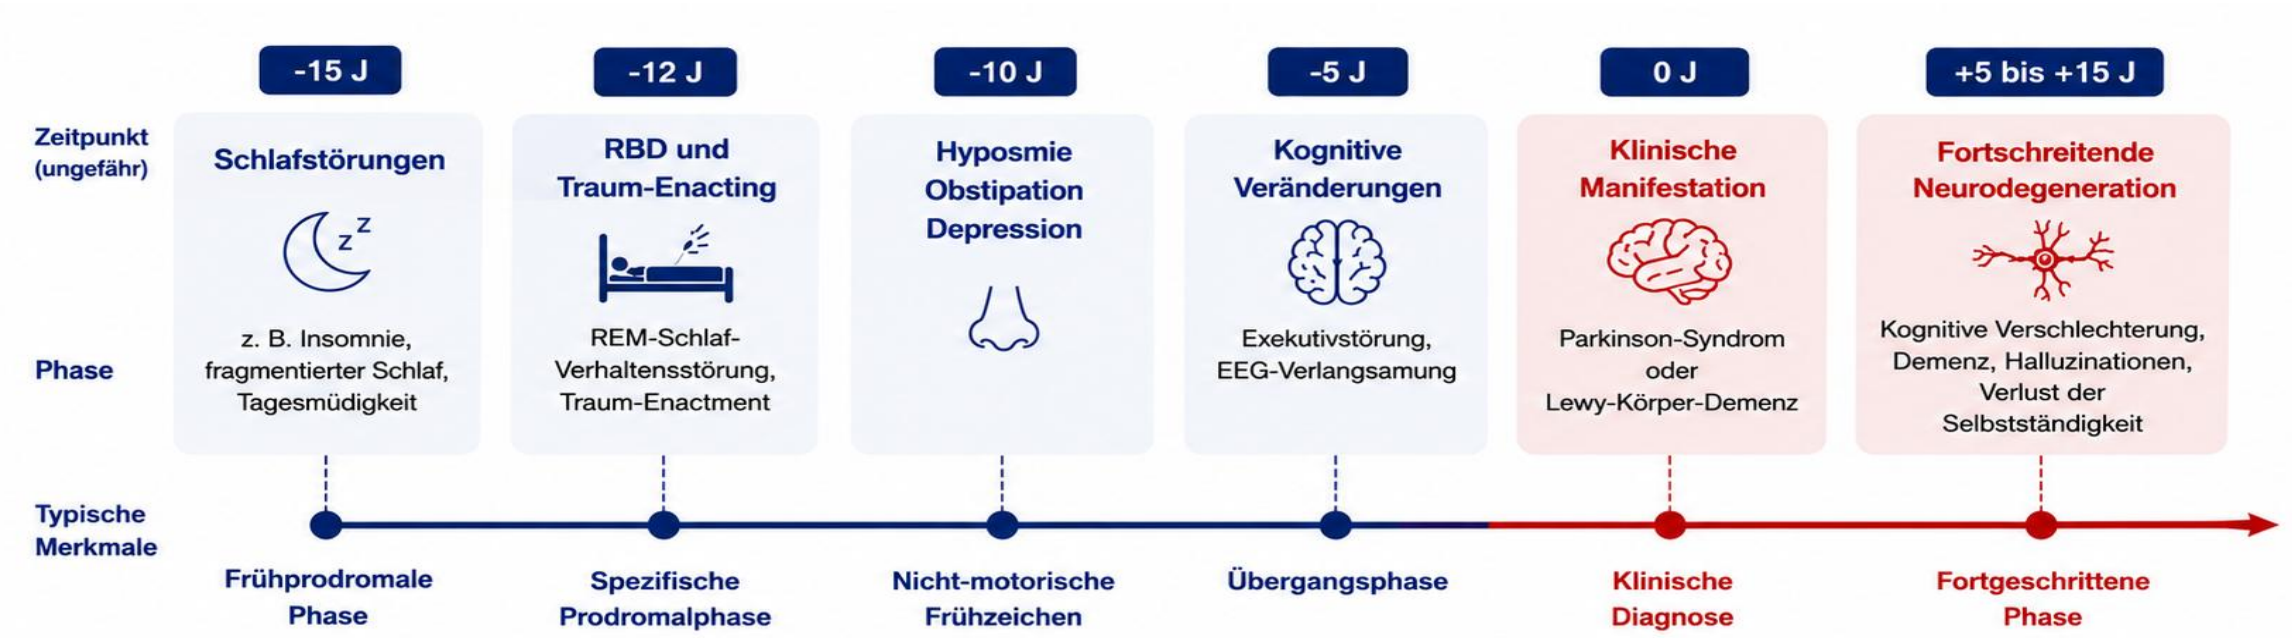 -15 J
-12 J
-10 J
-5 J
0 J
+5 bis +15 J
Zeitpunkt
(ungefähr)
Schlafstörungen
z z
z. B. Insomnie,
fragmentierter Schlaf,
Tagesmüdigkeit
RBD und
Traum-Enacting
REM-Schlaf-
Verhaltensstörung,
Traum-Enactment
Hyposmie
Obstipation
Depression
Kognitive
Veränderungen
Exekutivstörung,
EEG-Verlangsamung
Klinische
Manifestation
Parkinson-Syndrom
oder
Lewy-Körper-Demenz
Fortschreitende
Neurodegeneration
Kognitive Verschlechterung,
Demenz, Halluzinationen,
Verlust der
Selbstständigkeit
Phase
Typische
Merkmale
Frühprodromale
Phase
Spezifische
Prodromalphase
Nicht-motorische
Frühzeichen
Übergangsphase
Klinische
Diagnose
Fortgeschrittene
Phase